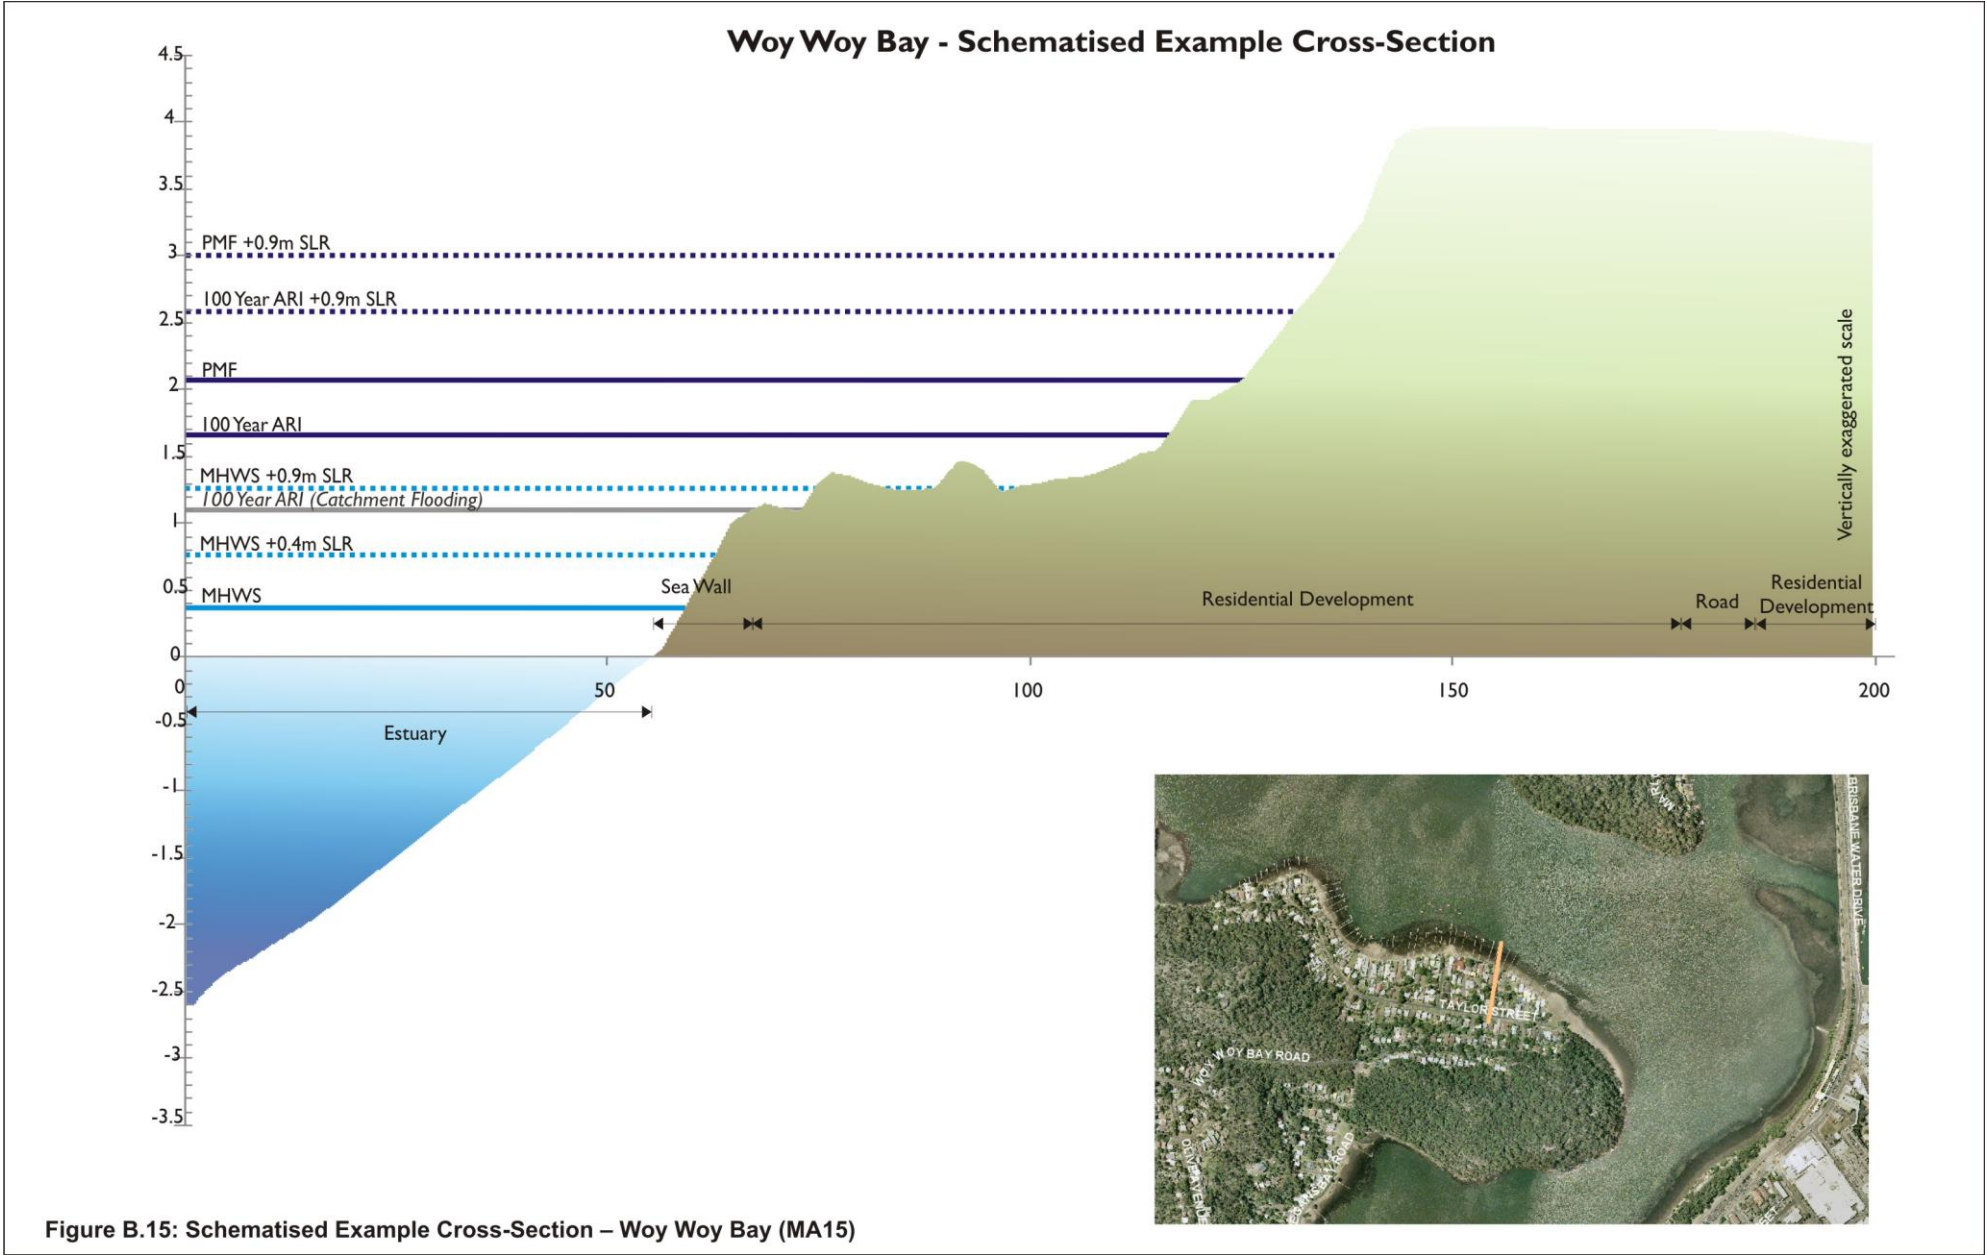 Woy Woy Bay - Schematised Example Cross-Section
4.5
4
3.5
PMF +0.9m SLR
3
100 Year ARI +0.9m SLR
2.5
PMF
2
100 Year ARI
1.5
MHWS +0.9m SLR
100 Year ARI (Catchment Flooding)
1
MHWS +0.4m SLR
0.5
MHWS
Sea Wall
Residential Development
Road
Residential
Development
Vertically exaggerated scale
0
0
50
100
150
200
-0.5
Estuary
-1
-1.5
-2
-2.5
-3
-3.5
BRISBANE WATER DRIVE
TAYLOR STREET
WOY WOY BAY ROAD
Figure B.15: Schematised Example Cross-Section – Woy Woy Bay (MA15)